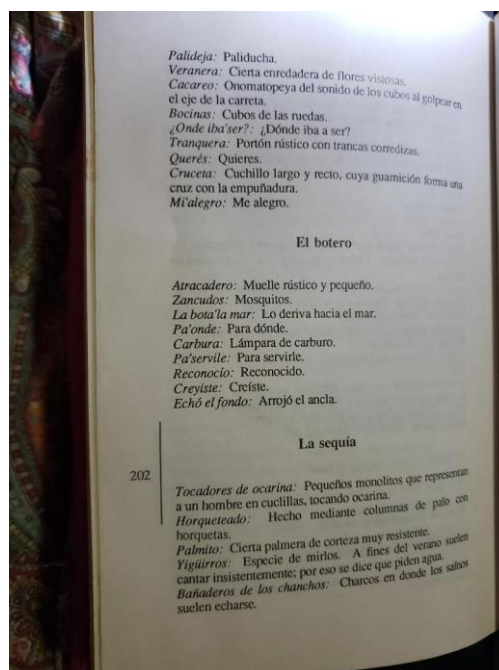 Palideja: Paliducha.
Veranera: Cierta enredadera de flores vistosas.
Cacareo: Onomatopeya del sonido de los cubos al golpear en
el eje de la carreta.
Bocinas: Cubos de las ruedas.
¿Onde iba'ser?: ¿Dónde iba a ser?
Tranquera: Portón rústico con trancas corredizas.
Querés: Quieres.
Cruceta: Cuchillo largo y recto, cuya guarnición forma una
cruz con la empuñadura.
Mi'alegro: Me alegro.
El botero
Atracadero: Muelle rústico y pequeño.
Zancudos: Mosquitos.
La bota'la mar: Lo deriva hacia el mar.
Pa'onde: Para dónde.
Carbura: Lámpara de carburo.
Pa'servile: Para servirle.
Reconocío: Reconocido.
Creyiste: Creíste.
Echó el fondo: Arrojó el ancla.
La sequía
202
Tocadores de ocarina: Pequeños monolitos que representan
a un hombre en cuclillas, tocando ocarina.
Horqueteado: Hecho mediante columnas de palo con
horquetas.
Palmito: Cierta palmera de corteza muy resistente.
Yigüirros: Especie de mirlos. A fines del verano suelen
cantar insistentemente; por eso se dice que piden agua.
Bañaderos de los chanchos: Charcos en donde los saínos
suelen echarse.